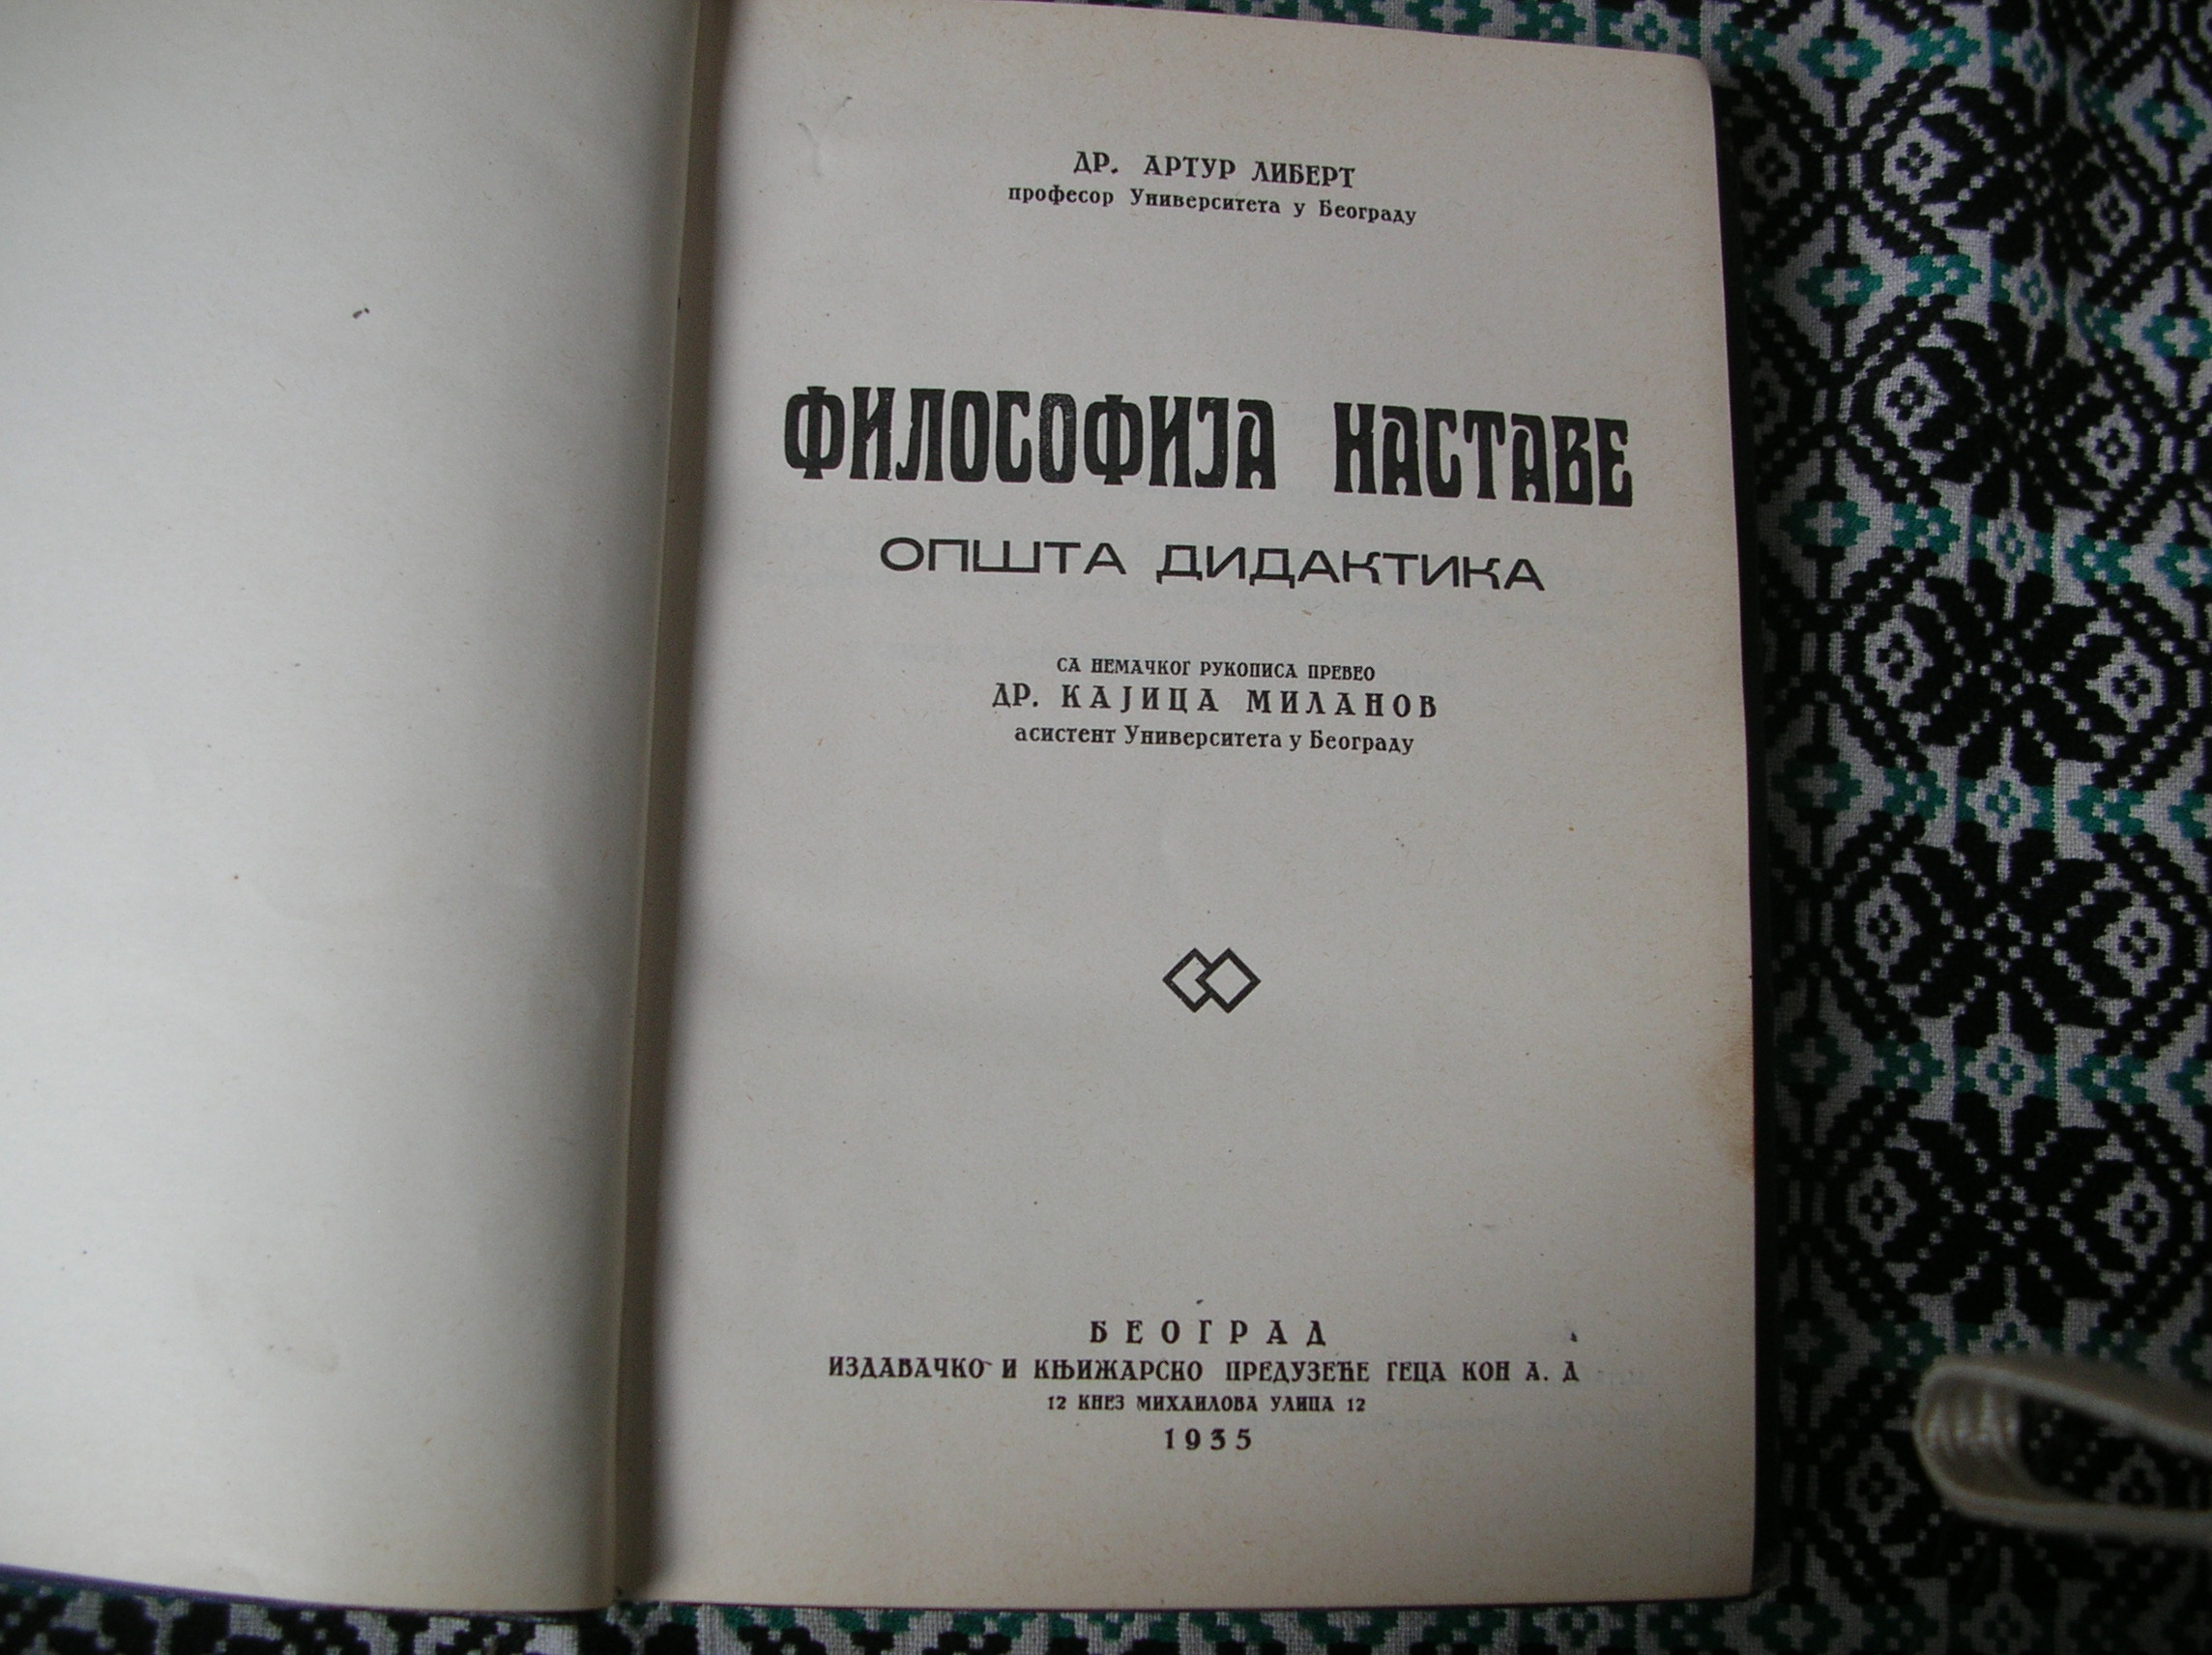 ДР. АРТУР ЛИБЕРТ
професор Универcитета у Београду
ФИЛОСОФИЈА НАСТАВЕ
ОПШТА ДИДАКТИКА
СА НЕМАЧКОГ РУКОПИСА ПРЕВЕО
ДР. КАЈИЦА МИЛАНОВ
асистент Универзитета у Београду
БЕОГРАД
ИЗДАВАЧКО И КЊИЖАРСКО ПРЕДУЗЕЋЕ ГЕЦА КОН А. Д
12 КНЕЗ МИХАИЛОВА УЛИЦА 12
1935